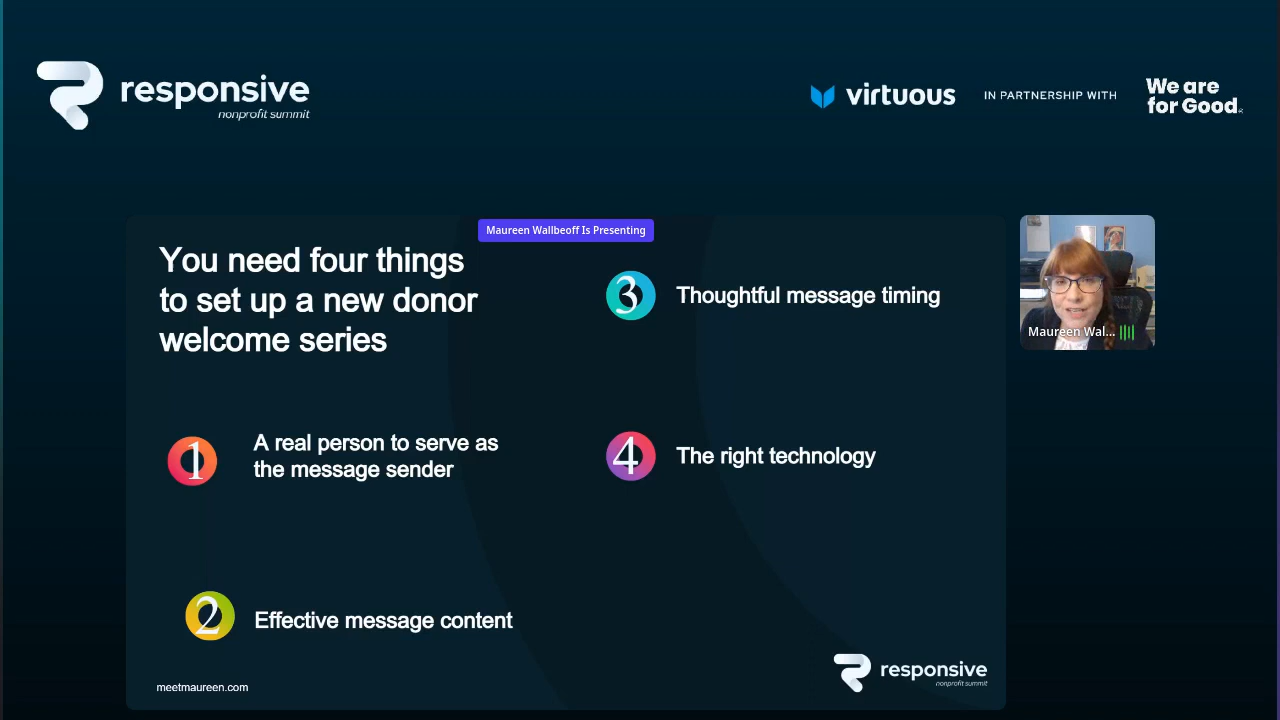 responsive
nonprofit summit
virtuous
IN PARTNERSHIP WITH
We are
for Good.
Maureen Wallbeoff Is Presenting
You need four things
to set up a new donor
welcome series
1
A real person to serve as
the message sender
2
Effective message content
3
Thoughtful message timing
4
The right technology
Maureen Wal...
meetmaureen.com
responsive
nonprofit summit